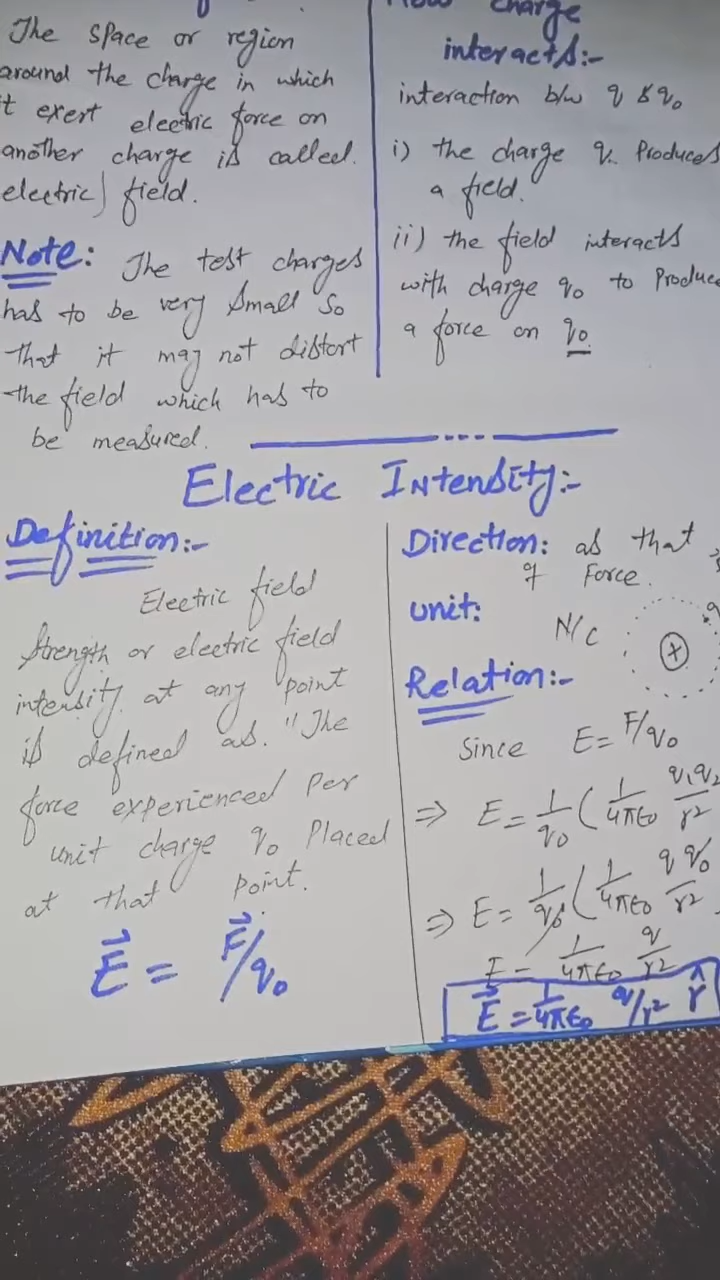 The space or region
around the charge in which
it exert electric force on
another charge is called
electric field.
Note: The test charges
has to be very small so
that it may not distort
the field which has to
be measured.
charge
interacts:-
interaction b/w q & q₀
i) the charge q Produces
a field.
ii) the field interacts
with charge q₀ to Produce
a force on q₀
Electric Intensity:-
Definition:-
Electric field
Strength or electric field
intensity at any point
is defined as. "The
force experienced Per
unit charge q₀ Placed
at that point.
E⃗ = F⃗/q₀
Direction: as that
of Force.
Unit: N/C
+
Relation:-
Since E = F/q₀
⇒ E = 1/q₀ ( 1/4πε₀ q₁q₂/r²
⇒ E = 1/q₀ ( 1/4πε₀ q q₀/r²
E = 1/4πε₀ q/r²
E⃗ = 1/4πε₀ q/r² r̂